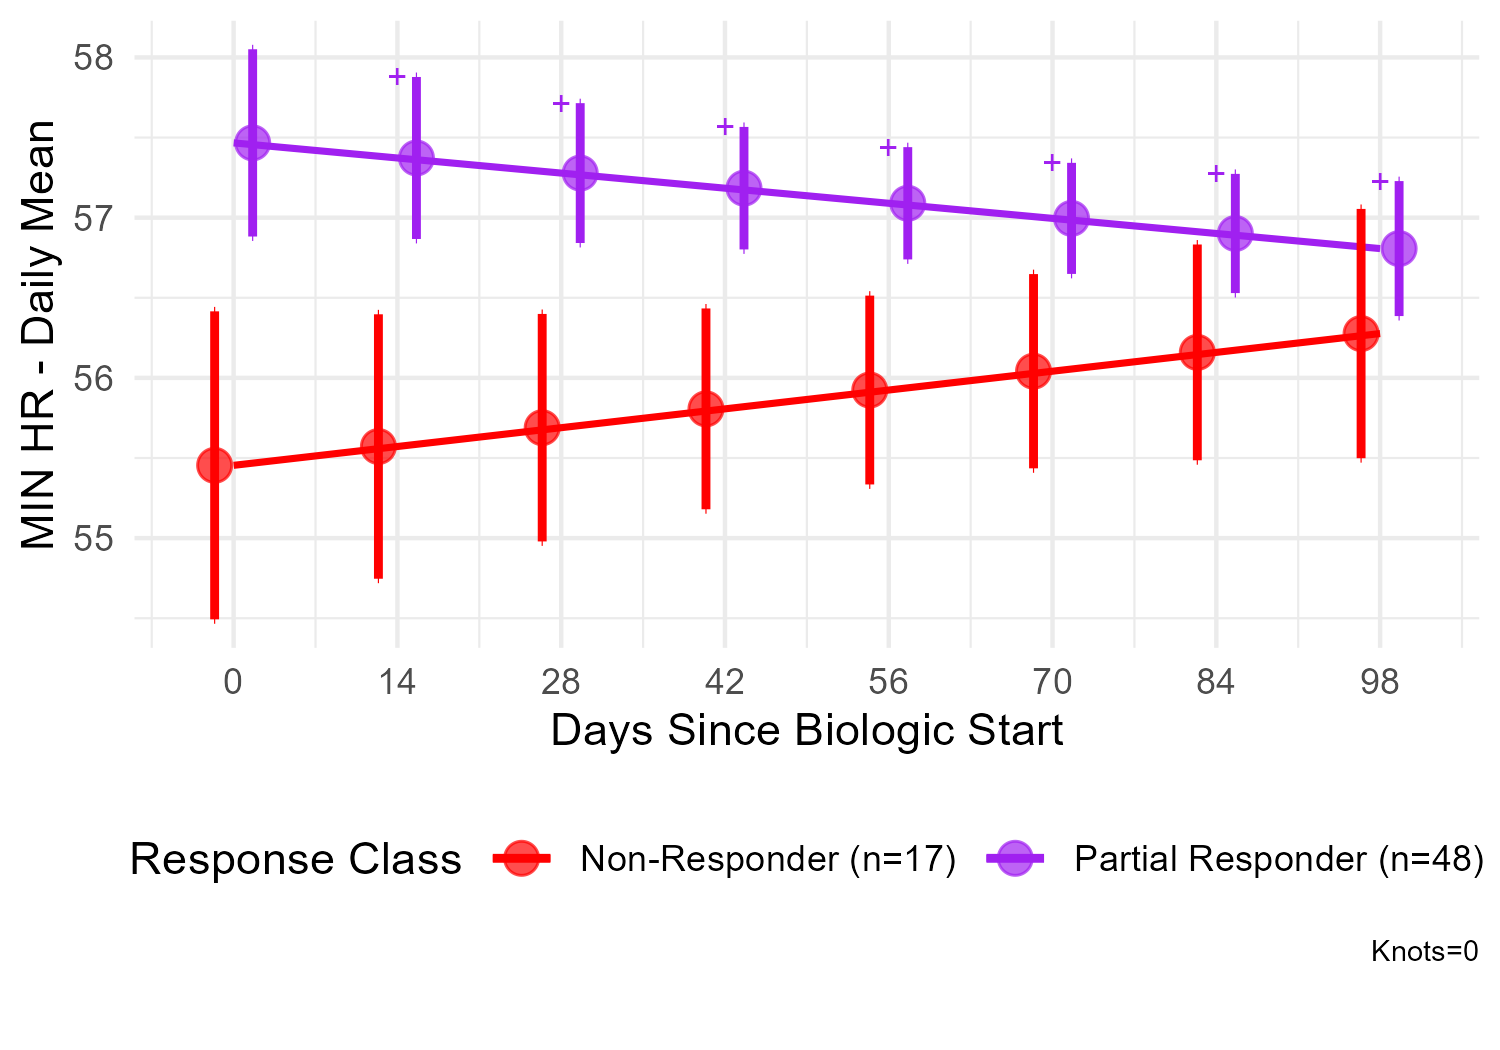 MIN HR - Daily Mean
58
57
56
55
+ + + + + + +
0 14 28 42 56 70 84 98
Days Since Biologic Start
Response Class Non-Responder (n=17) Partial Responder (n=48)
Knots=0